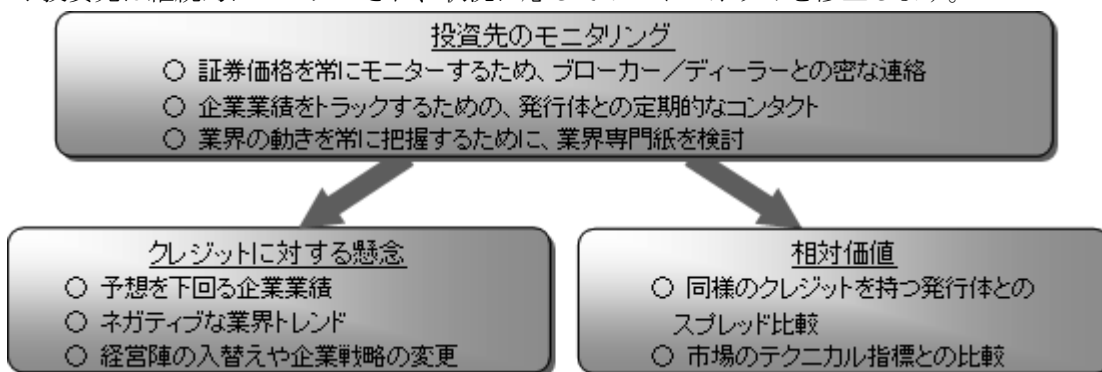 投資先のモニタリング
○ 証券価格を常にモニターするため、ブローカー／ディーラーとの密な連絡
○ 企業業績をトラックするための、発行体との定期的なコンタクト
○ 業界の動きを常に把握するために、業界専門紙を検討
クレジットに対する懸念
○ 予想を下回る企業業績
○ ネガティブな業界トレンド
○ 経営陣の入替えや企業戦略の変更
相対価値
○ 同様のクレジットを持つ発行体との
スプレッド比較
○ 市場のテクニカル指標との比較